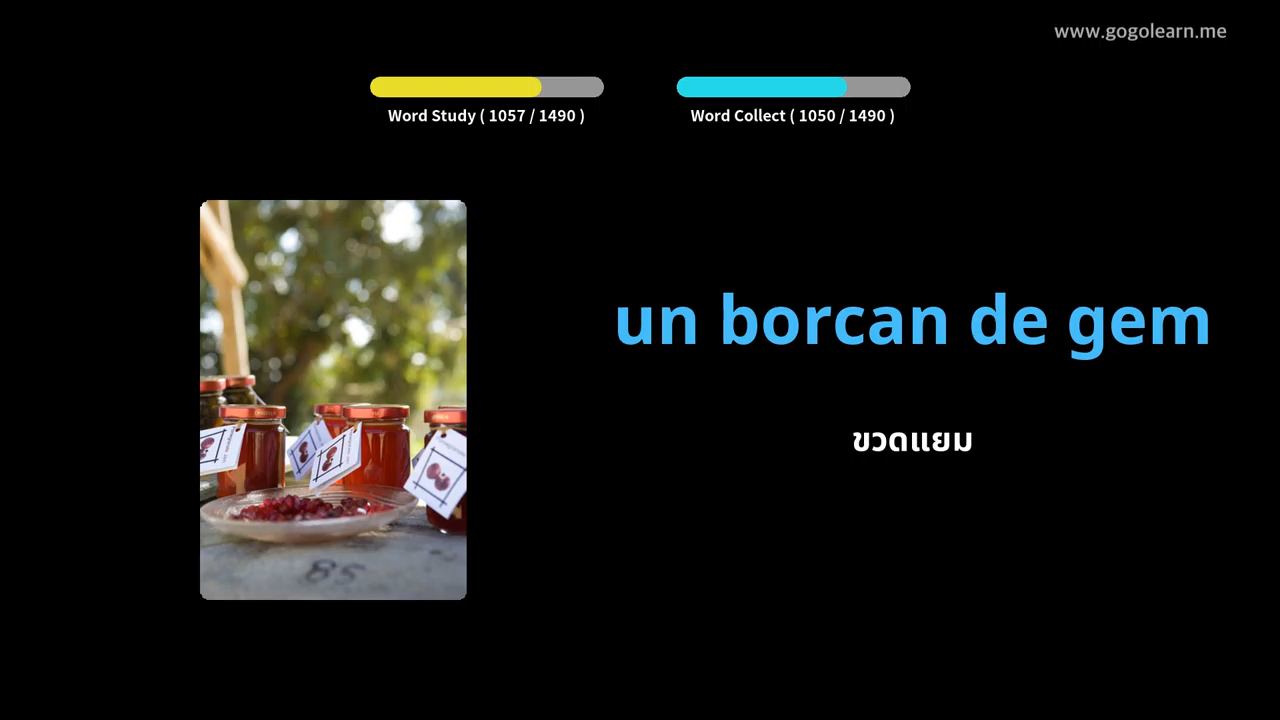 www.gogolearn.me
Word Study ( 1057 / 1490 )
Word Collect ( 1050 / 1490 )
un borcan de gem
ขวดแยม
85